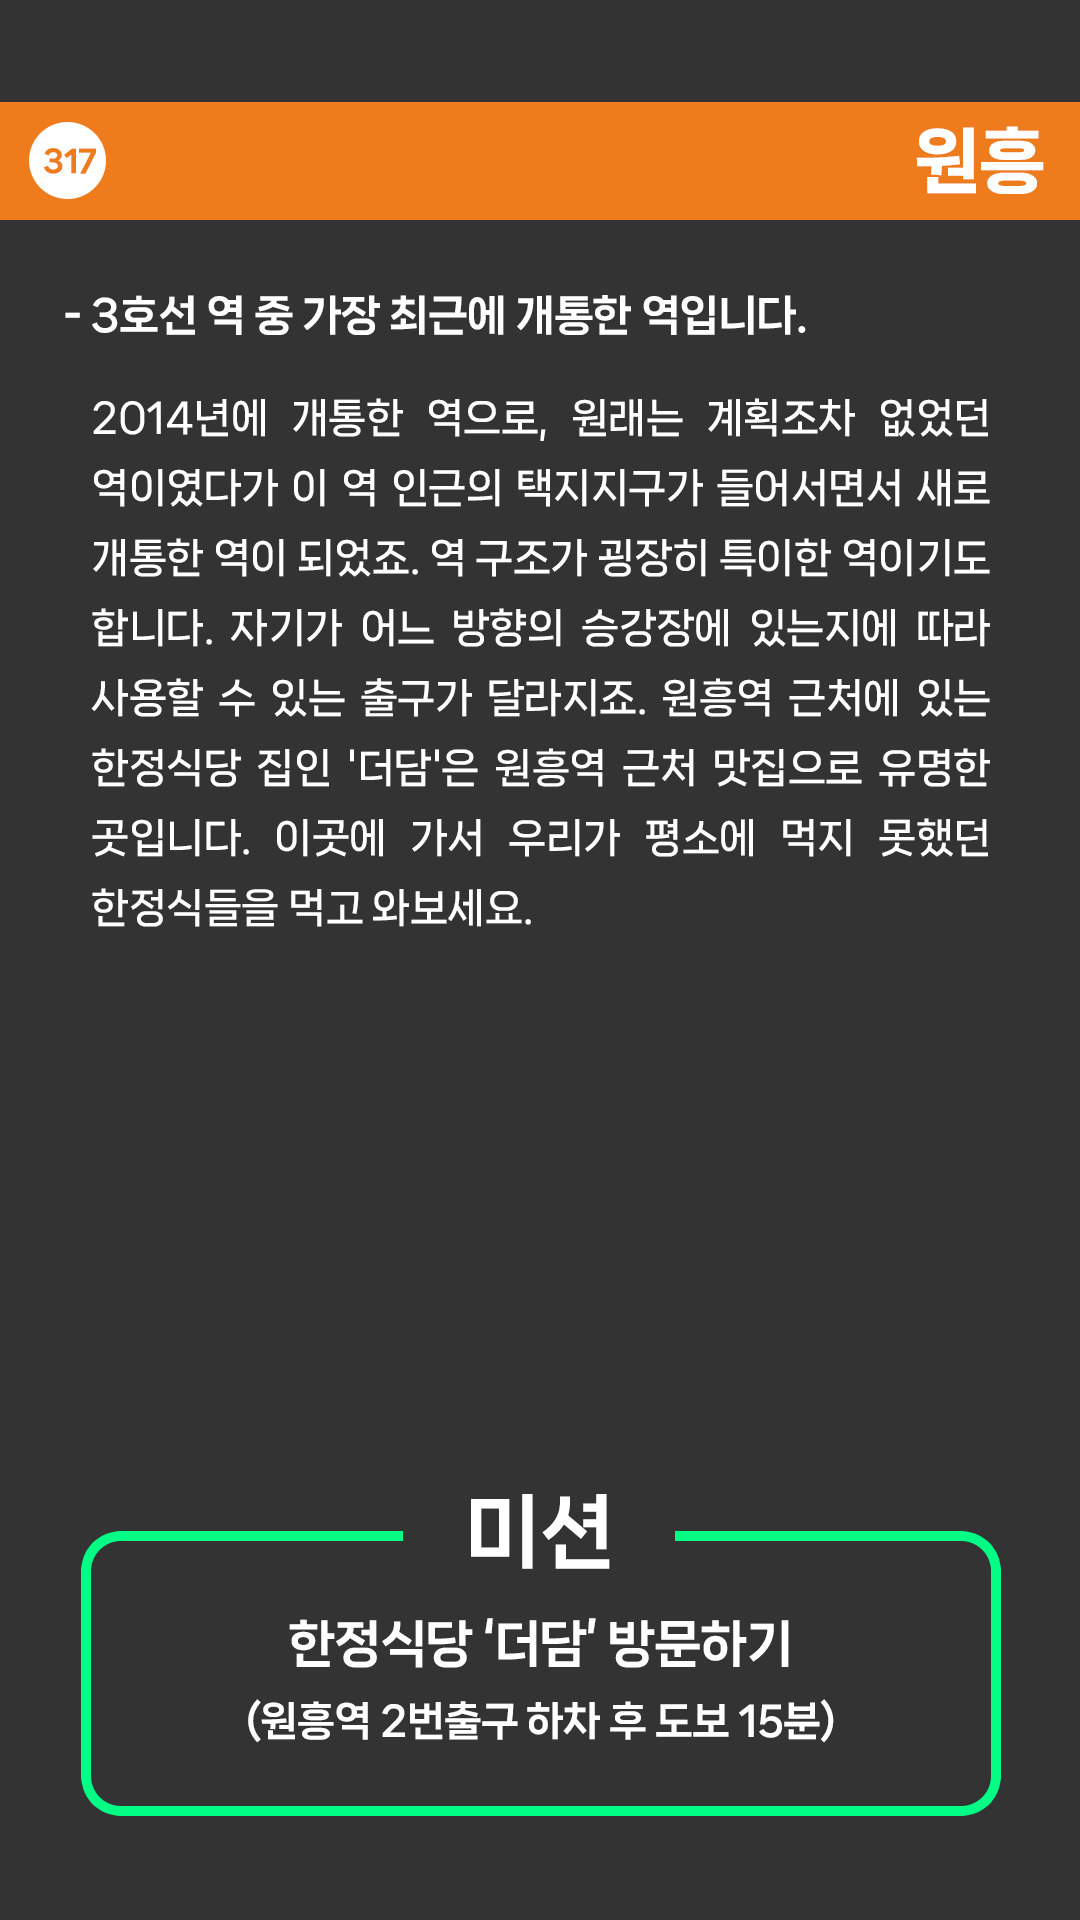 317
원흥
- 3호선 역 중 가장 최근에 개통한 역입니다.
2014년에 개통한 역으로, 원래는 계획조차 없었던
역이였다가 이 역 인근의 택지지구가 들어서면서 새로
개통한 역이 되었죠. 역 구조가 굉장히 특이한 역이기도
합니다. 자기가 어느 방향의 승강장에 있는지에 따라
사용할 수 있는 출구가 달라지죠. 원흥역 근처에 있는
한정식당 집인 '더담'은 원흥역 근처 맛집으로 유명한
곳입니다. 이곳에 가서 우리가 평소에 먹지 못했던
한정식들을 먹고 와보세요.
미션
한정식당 ‘더담’ 방문하기
(원흥역 2번출구 하차 후 도보 15분)